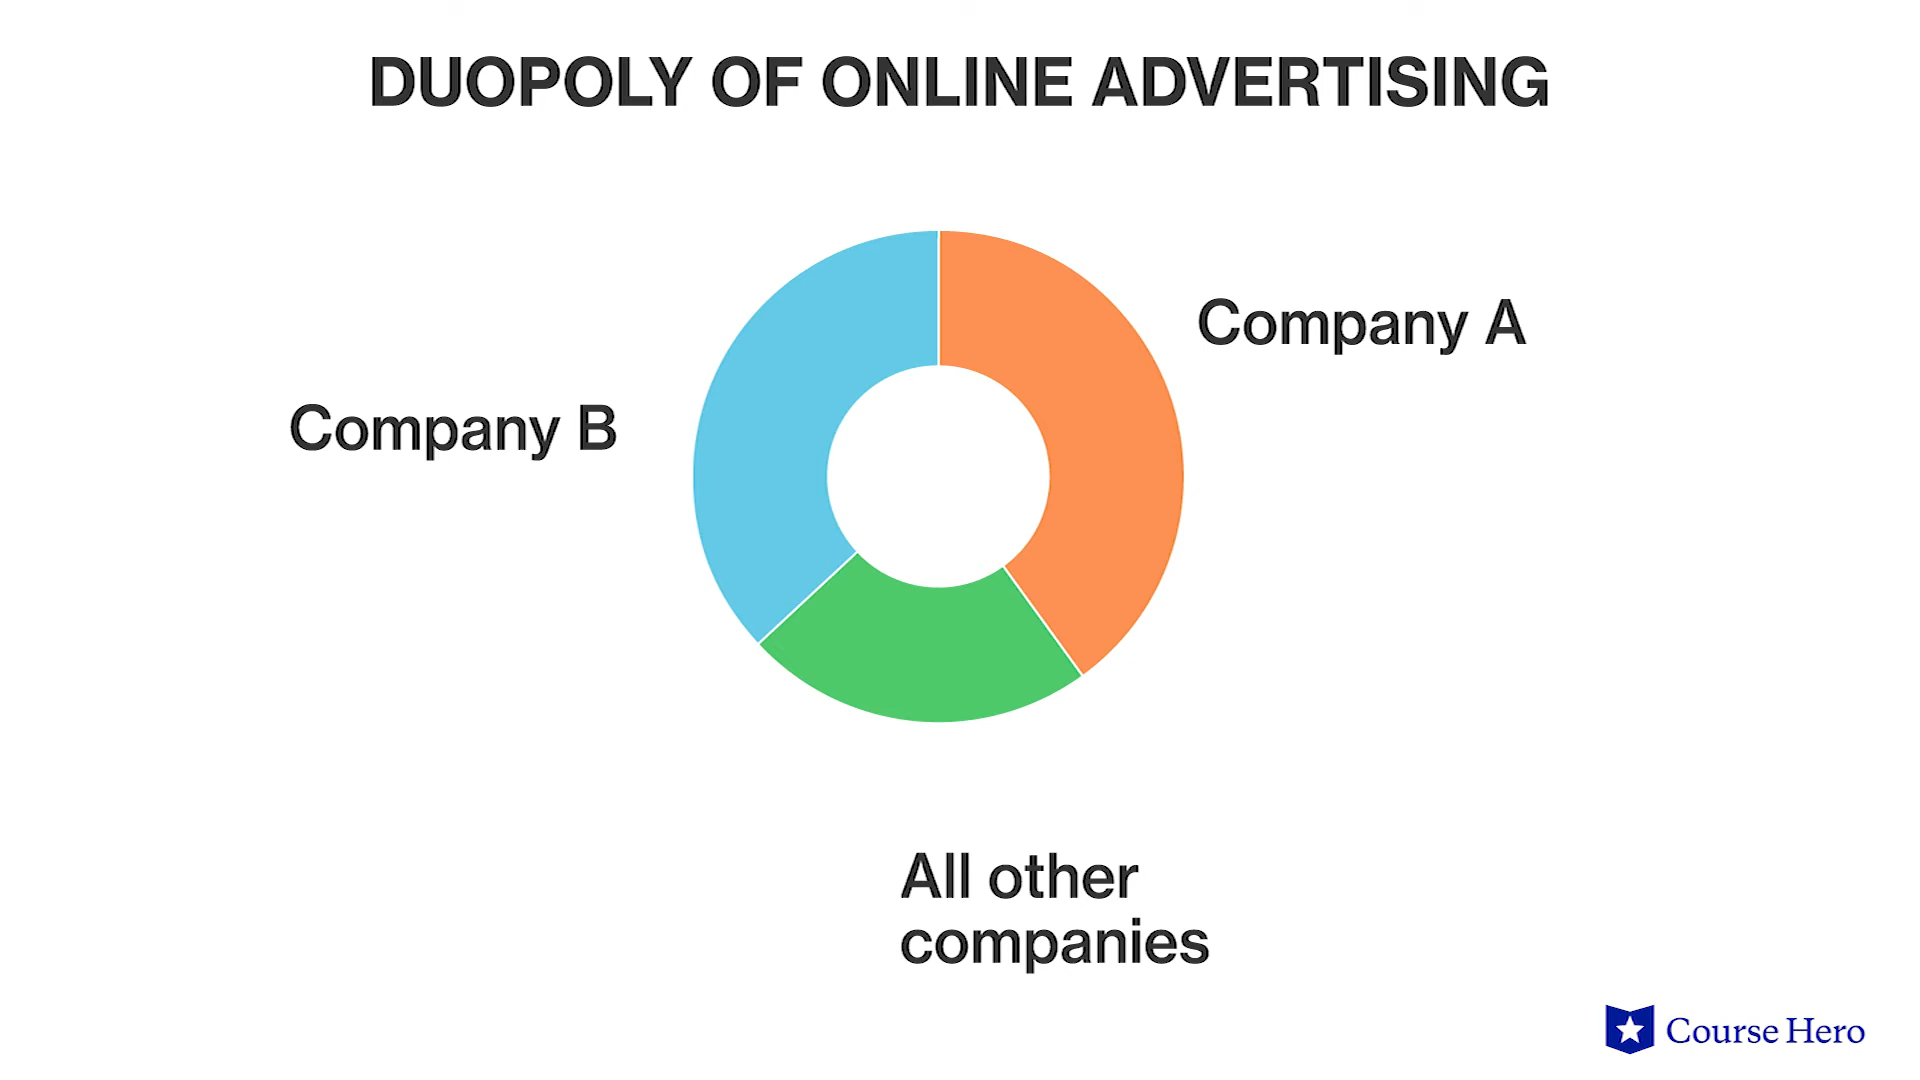 DUOPOLY OF ONLINE ADVERTISING
Company A
Company B
All other
companies
Course Hero